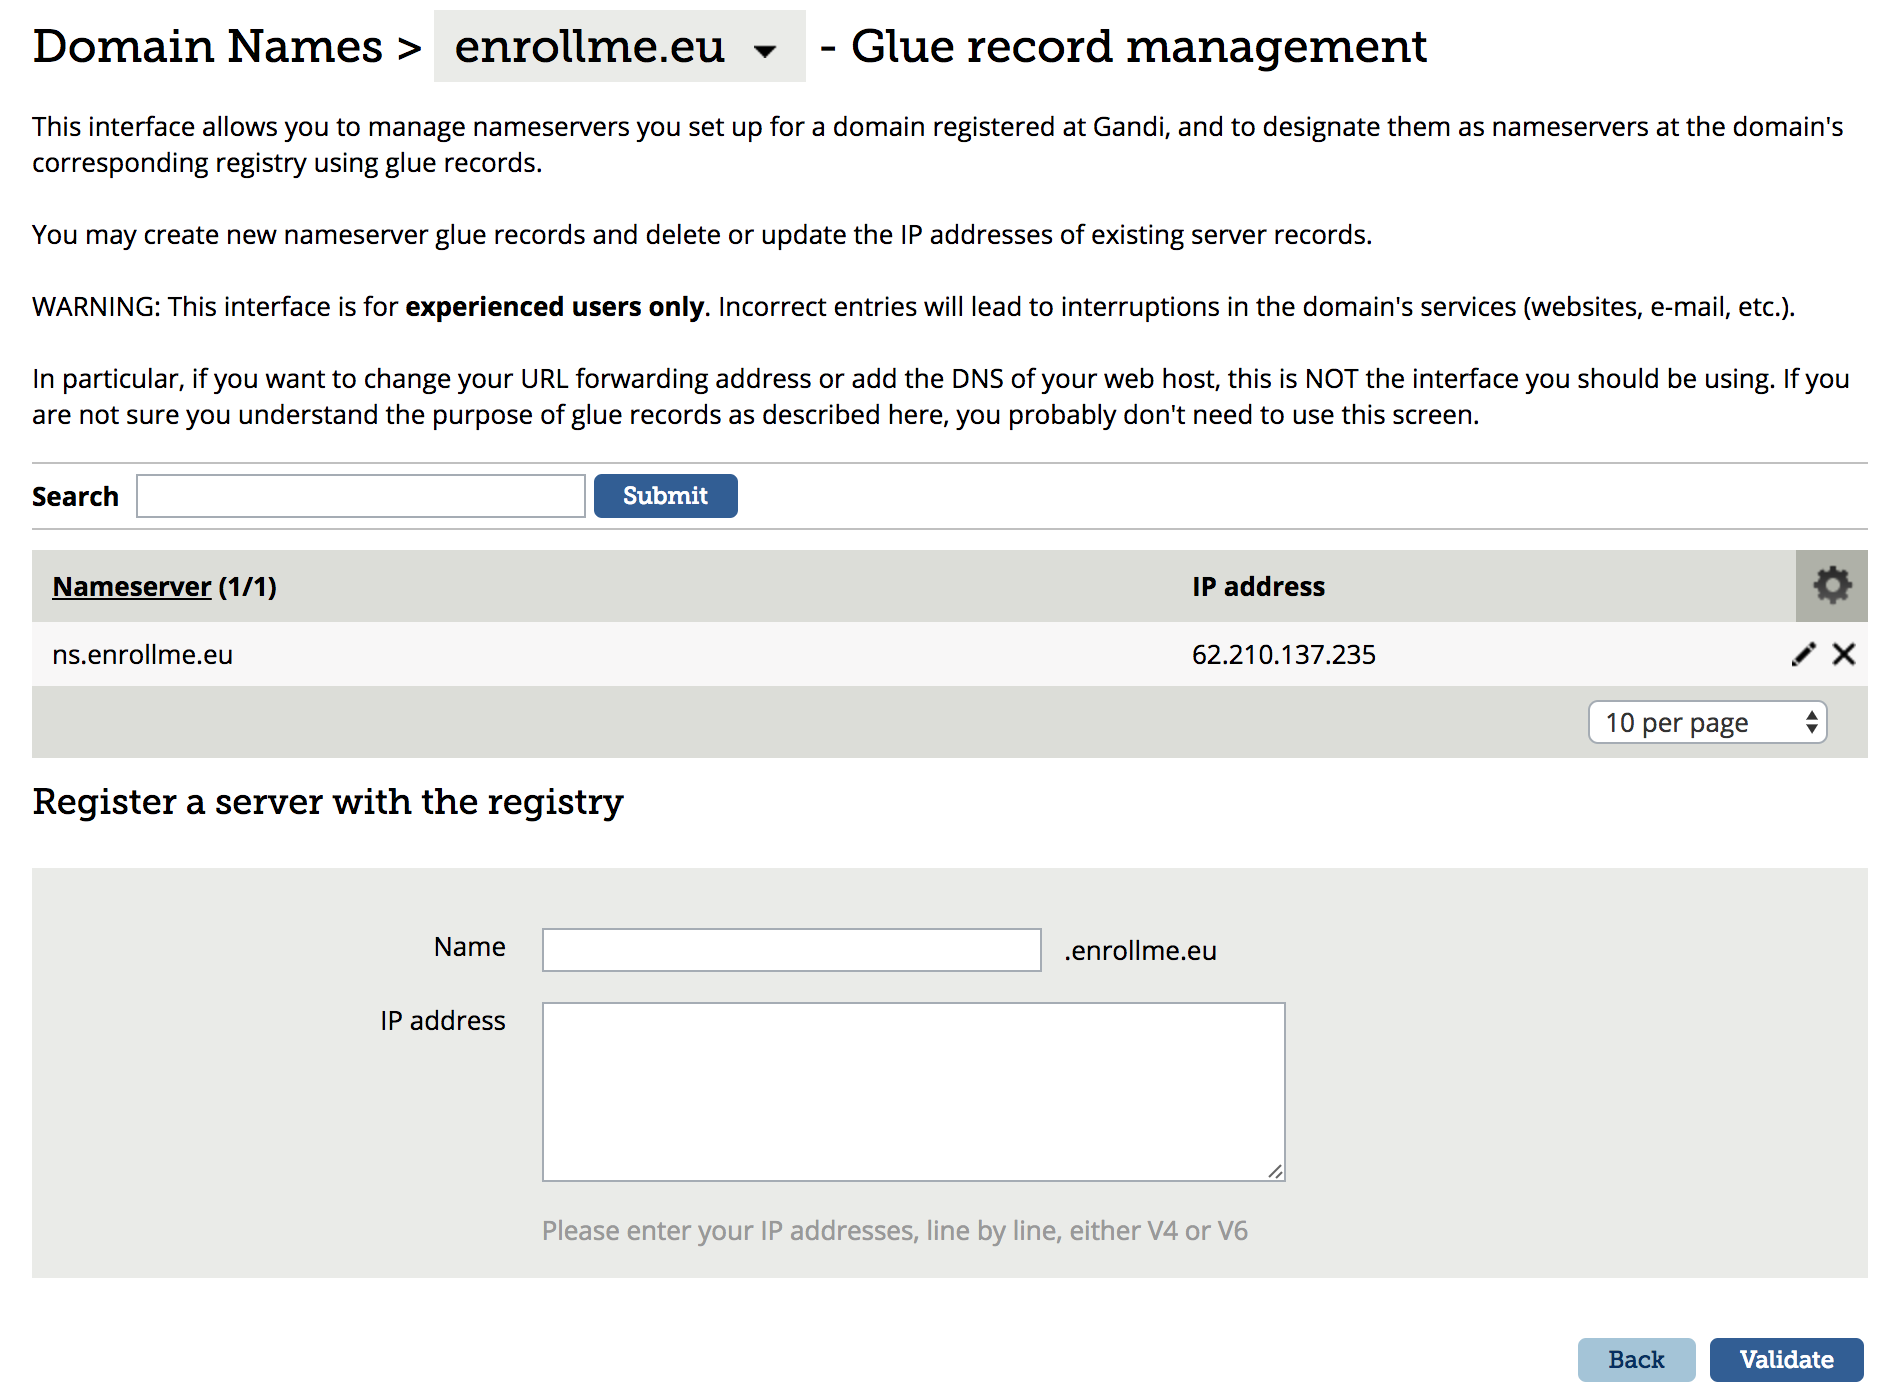 Domain Names > enrollme.eu - Glue record management
This interface allows you to manage nameservers you set up for a domain registered at Gandi, and to designate them as nameservers at the domain's
corresponding registry using glue records.
You may create new nameserver glue records and delete or update the IP addresses of existing server records.
WARNING: This interface is for experienced users only. Incorrect entries will lead to interruptions in the domain's services (websites, e-mail, etc.).
In particular, if you want to change your URL forwarding address or add the DNS of your web host, this is NOT the interface you should be using. If you
are not sure you understand the purpose of glue records as described here, you probably don't need to use this screen.
Search Submit
Nameserver (1/1) IP address
ns.enrollme.eu 62.210.137.235
10 per page
Register a server with the registry
Name .enrollme.eu
IP address
Please enter your IP addresses, line by line, either V4 or V6
Back Validate